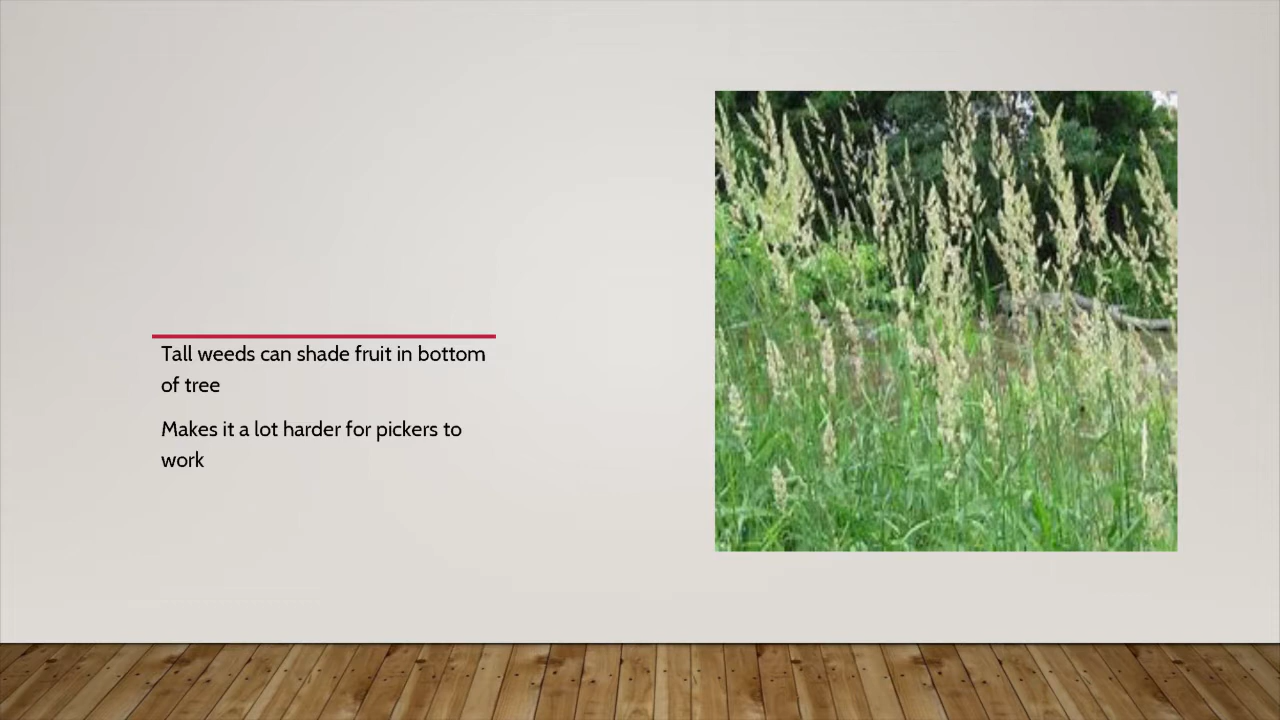 Tall weeds can shade fruit in bottom
of tree
Makes it a lot harder for pickers to
work